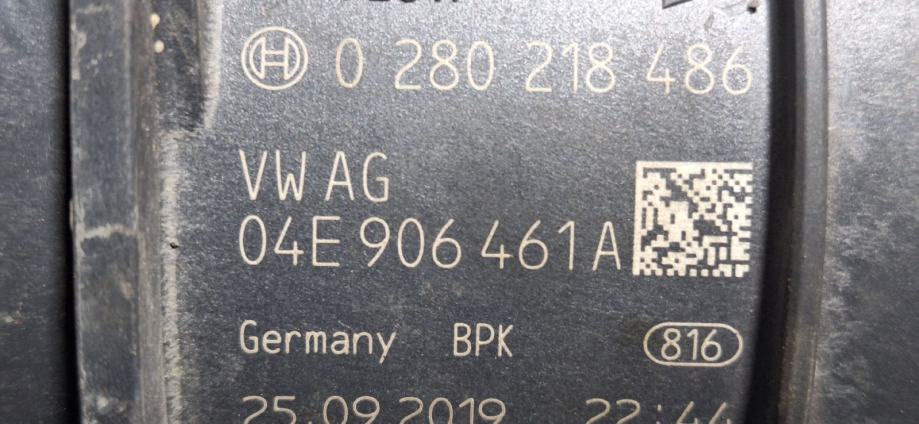 0 280 218 486
VW AG
04E 906 461 A
Germany BPK 816
25.09.2019 22:44